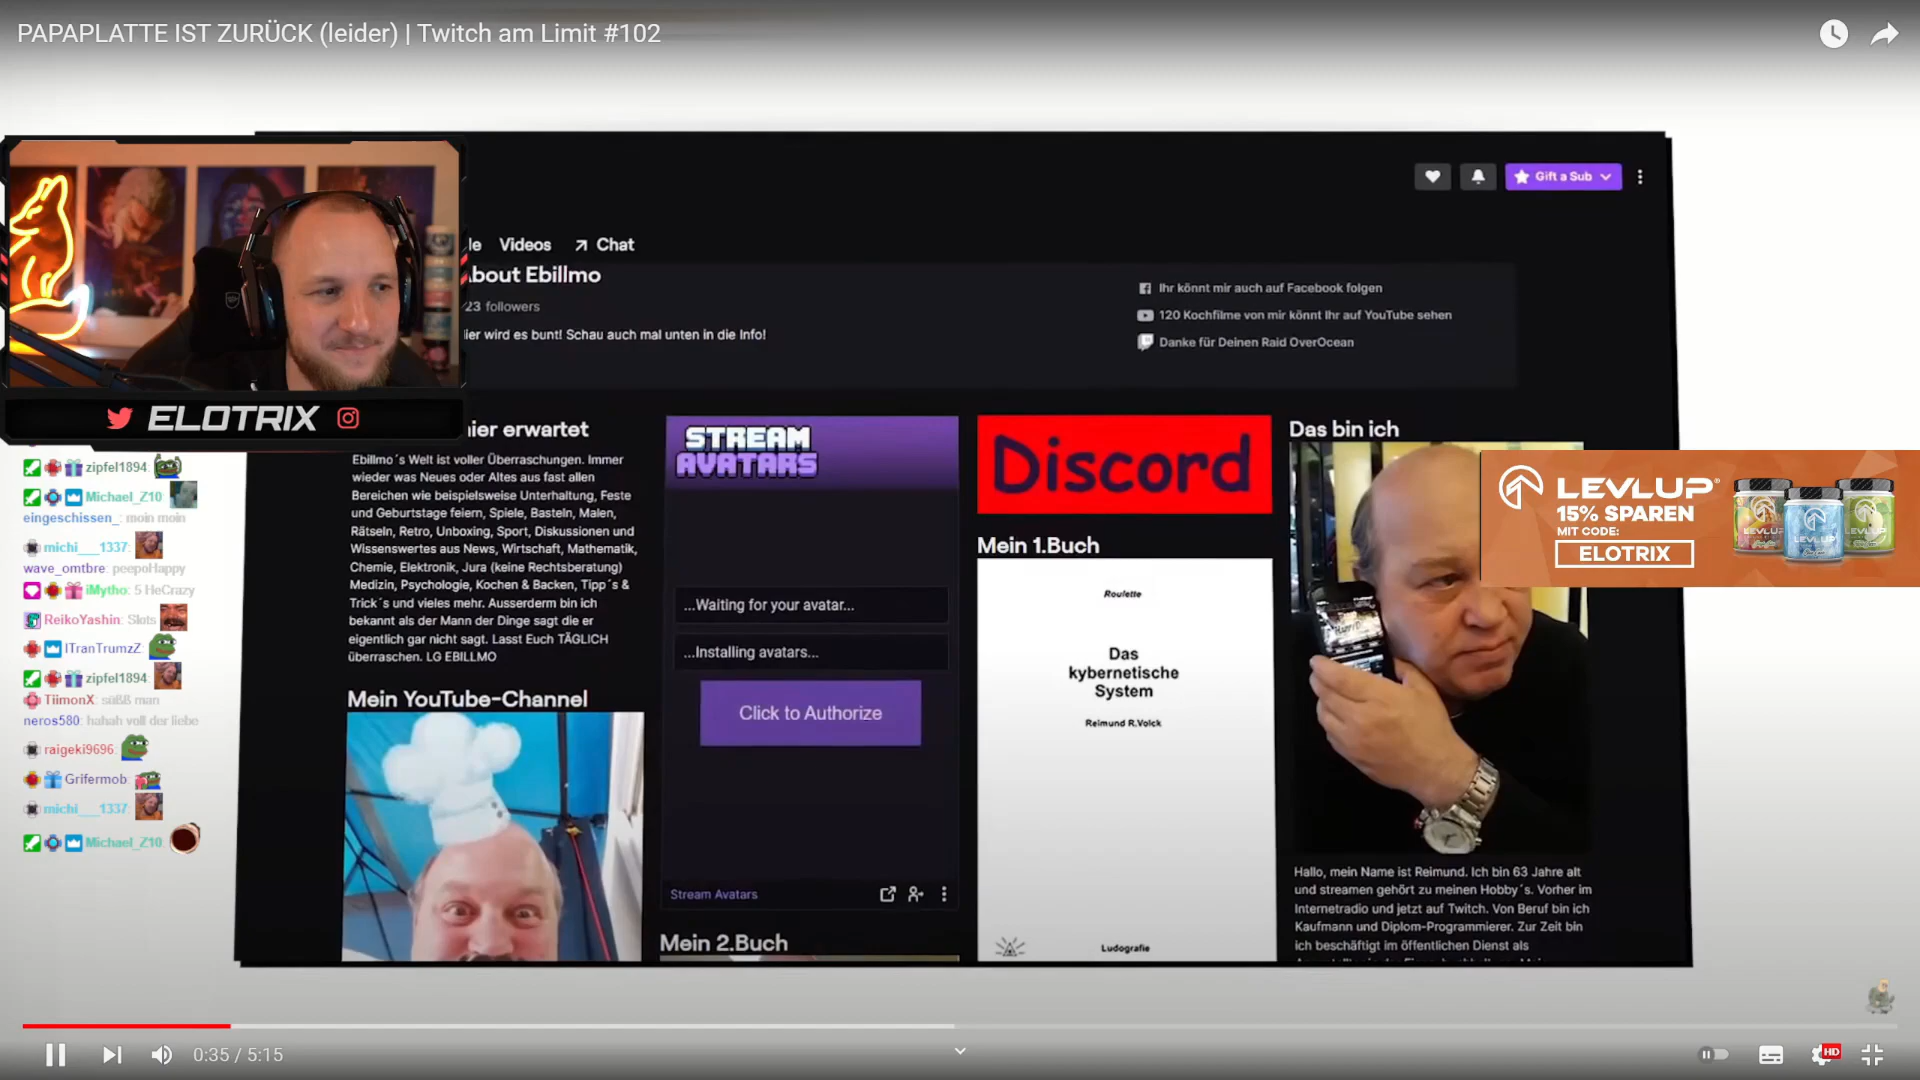 PAPAPLATTE IST ZURÜCK (leider) | Twitch am Limit #102
Gift a Sub
le Videos Chat
About Ebillmo
23 followers
ier wird es bunt! Schau auch mal unten in die Info!
Ihr könnt mir auch auf Facebook folgen
120 Kochfilme von mir könnt Ihr auf YouTube sehen
Danke für Deinen Raid OverOcean
ELOTRIX
zipfel1894:
Michael_Z10:
eingeschissen_: moin moin
michi___1337:
wave_omtbre: peepoHappy
iMytho: 5 HeCrazy
ReikoYashin: Slots
ITranTrumzZ:
zipfel1894:
TiimonX: süßß man
neros580: hahah voll der liebe
raigeki9696:
Grifermob:
michi___1337:
Michael_Z10:
hier erwartet
Ebillmo´s Welt ist voller Überraschungen. Immer
wieder was Neues oder Altes aus fast allen
Bereichen wie beispielsweise Unterhaltung, Feste
und Geburtstage feiern, Spiele, Basteln, Malen,
Rätseln, Retro, Unboxing, Sport, Diskussionen und
Wissenswertes aus News, Wirtschaft, Mathematik,
Chemie, Elektronik, Jura (keine Rechtsberatung)
Medizin, Psychologie, Kochen & Backen, Tipp´s &
Trick´s und vieles mehr. Ausserderm bin ich
bekannt als der Mann der Dinge sagt die er
eigentlich gar nicht sagt. Lasst Euch TÄGLICH
überraschen. LG EBILLMO
Mein YouTube-Channel
STREAM
AVATARS
...Waiting for your avatar...
...Installing avatars...
Click to Authorize
Stream Avatars
Mein 2.Buch
Discord
Mein 1.Buch
Roulette
Das
kybernetische
System
Reimund R.Volck
Ludografie
Das bin ich
LEVLUP
15% SPAREN
MIT CODE:
ELOTRIX
Hallo, mein Name ist Reimund. Ich bin 63 Jahre alt
und streamen gehört zu meinen Hobby´s. Vorher im
Internetradio und jetzt auf Twitch. Von Beruf bin ich
Kaufmann und Diplom-Programmierer. Zur Zeit bin
ich beschäftigt im öffentlichen Dienst als
0:35 / 5:15
HD